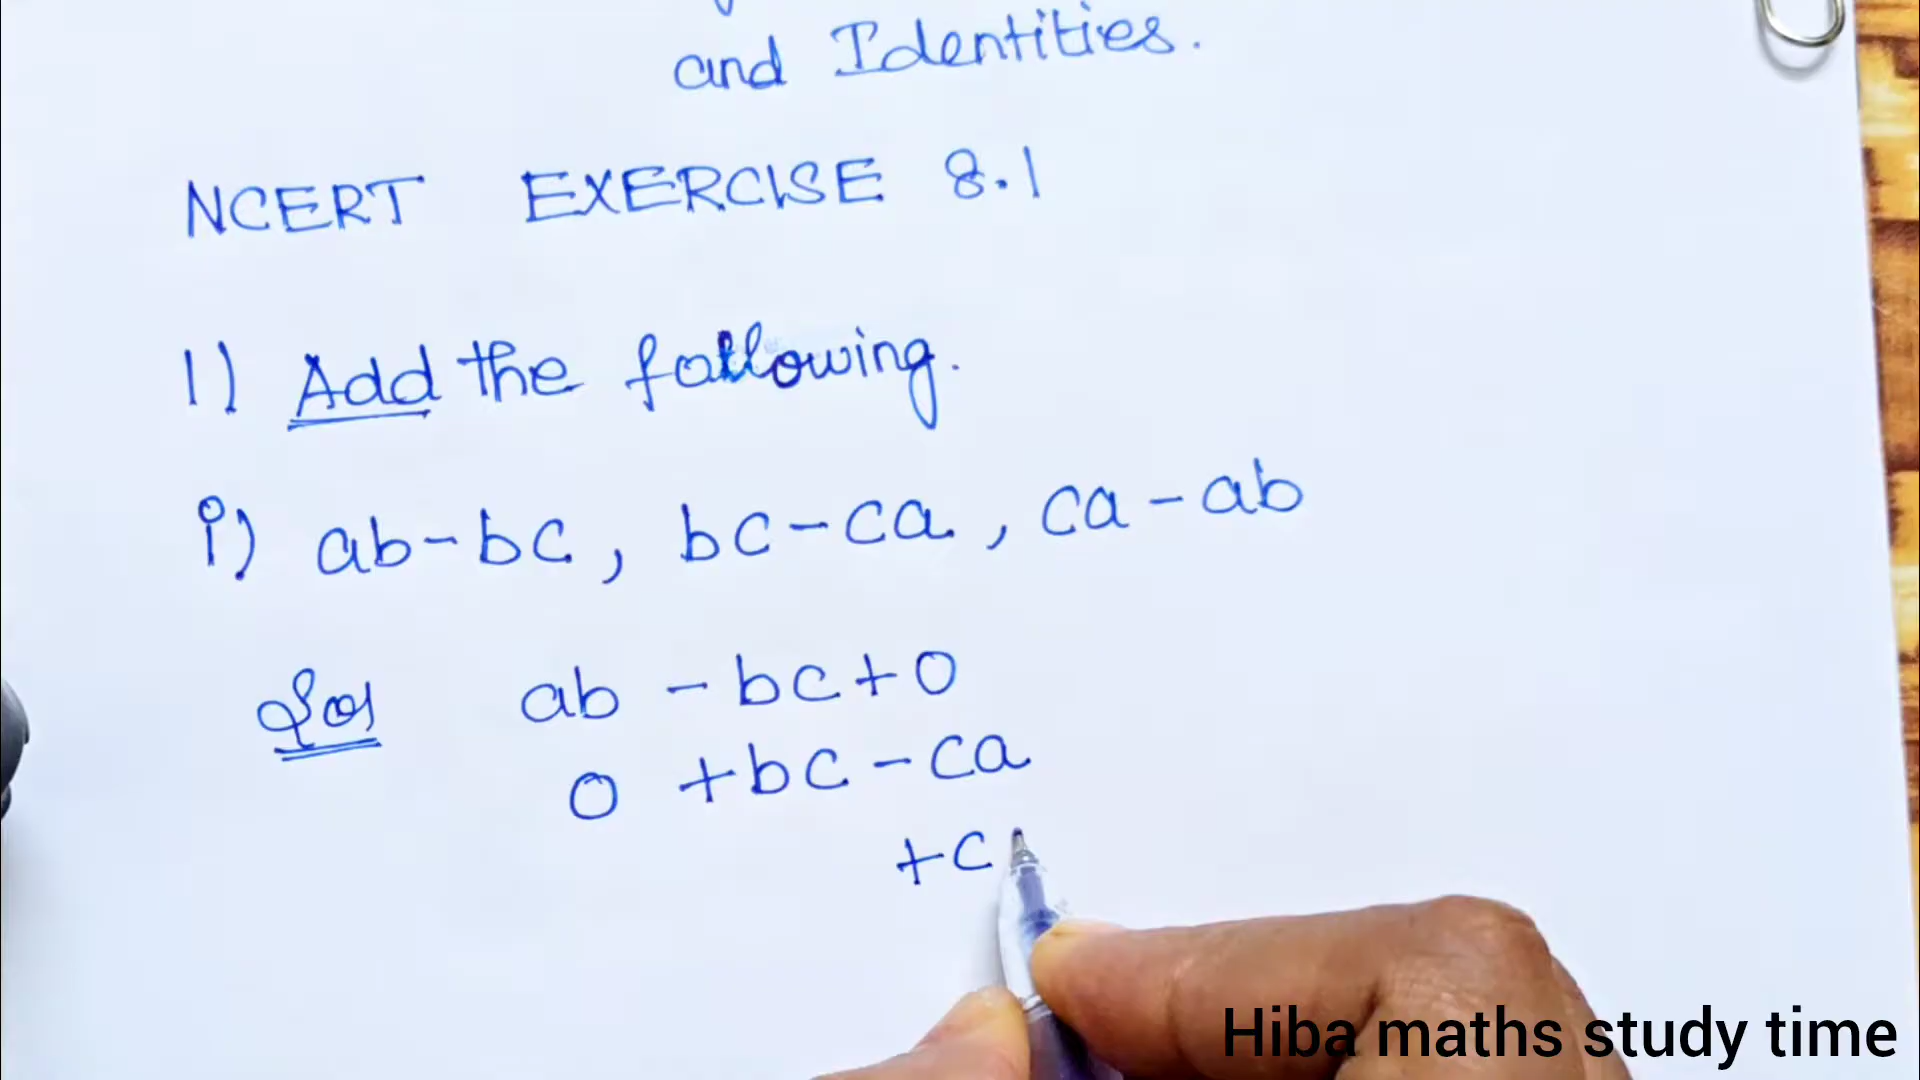 and Identities.
NCERT EXERCISE 8.1
1) Add the following.
i) ab-bc, bc-ca, ca-ab
Sol ab - bc+0
0 +bc-ca
+c
Hiba maths study time